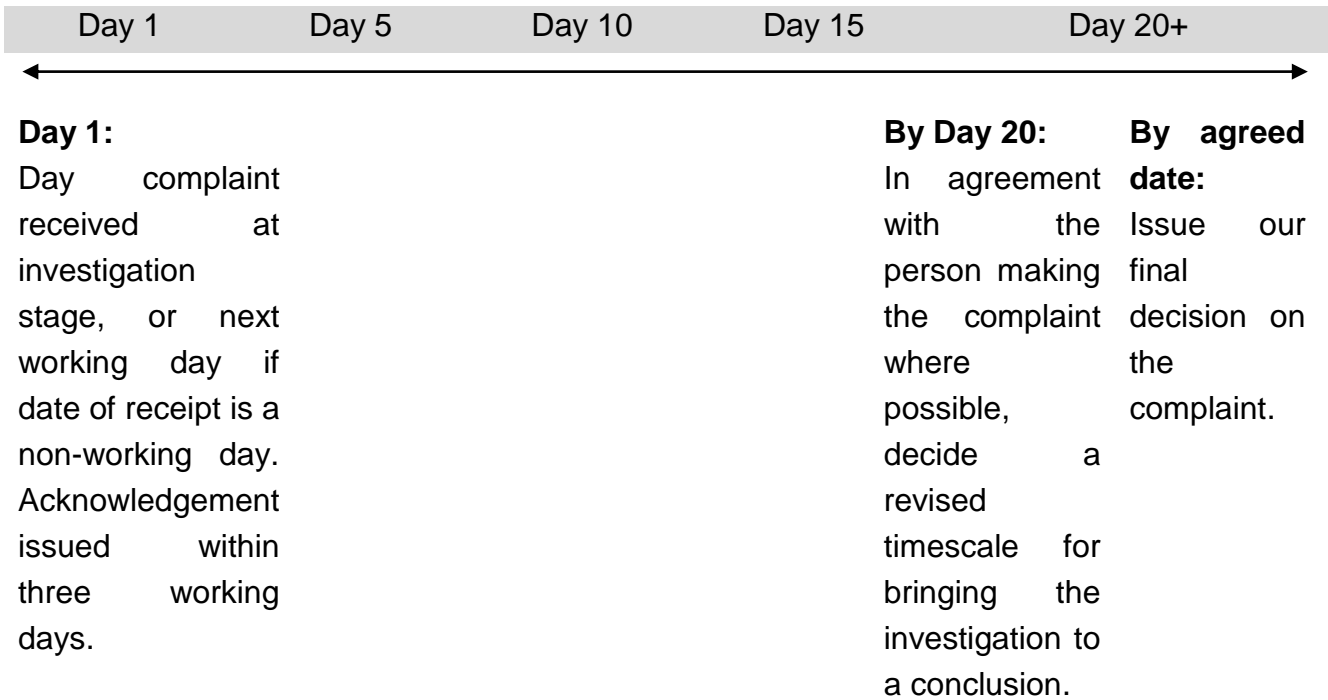 Day 1 Day 5 Day 10 Day 15 Day 20+
Day 1:
Day complaint
received at
investigation
stage, or next
working day if
date of receipt is a
non-working day.
Acknowledgement
issued within
three working
days.
By Day 20:
In agreement
with the
person making
the complaint
where
possible,
decide a
revised
timescale for
bringing the
investigation to
a conclusion.
By agreed
date:
Issue our
final
decision on
the
complaint.